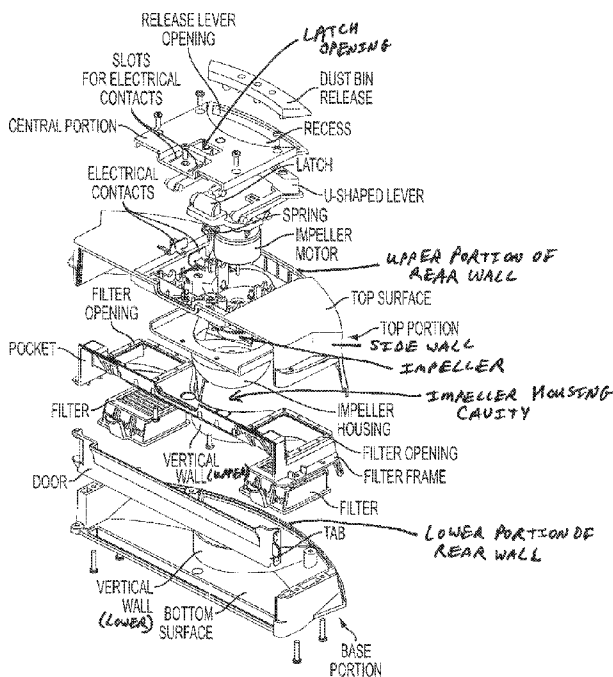 RELEASE LEVER
OPENING
LATCH
OPENING
SLOTS
FOR ELECTRICAL
CONTACTS
DUST BIN
RELEASE
CENTRAL PORTION
RECESS
LATCH
ELECTRICAL
CONTACTS
U-SHAPED LEVER
SPRING
IMPELLER
MOTOR
UPPER PORTION OF
REAR WALL
FILTER
OPENING
TOP SURFACE
TOP PORTION
SIDE WALL
POCKET
IMPELLER
IMPELLER HOUSING
CAVITY
FILTER
IMPELLER
HOUSING
VERTICAL
WALL (UPPER)
FILTER OPENING
FILTER FRAME
DOOR
FILTER
TAB
LOWER PORTION OF
REAR WALL
VERTICAL
WALL
(LOWER)
BOTTOM
SURFACE
BASE
PORTION